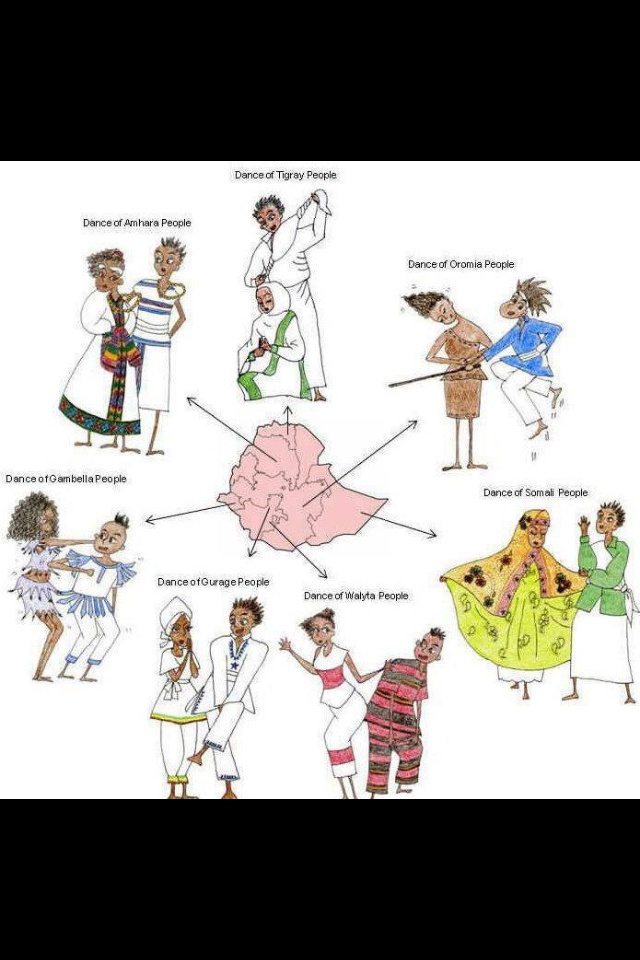 Dance of Tigray People
Dance of Amhara People
Dance of Oromia People
Dance of Gambella People
Dance of Somali People
Dance of Gurage People
Dance of Walyta People